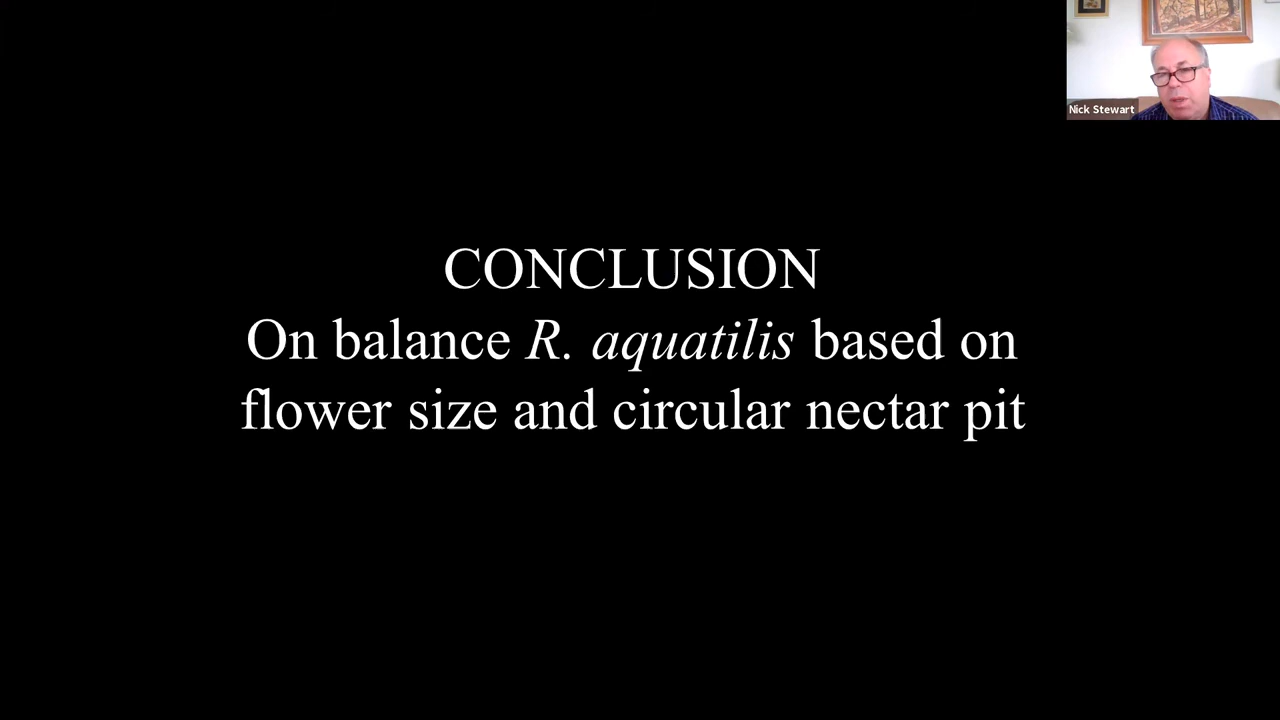 Nick Stewart
CONCLUSION
On balance R. aquatilis based on
flower size and circular nectar pit